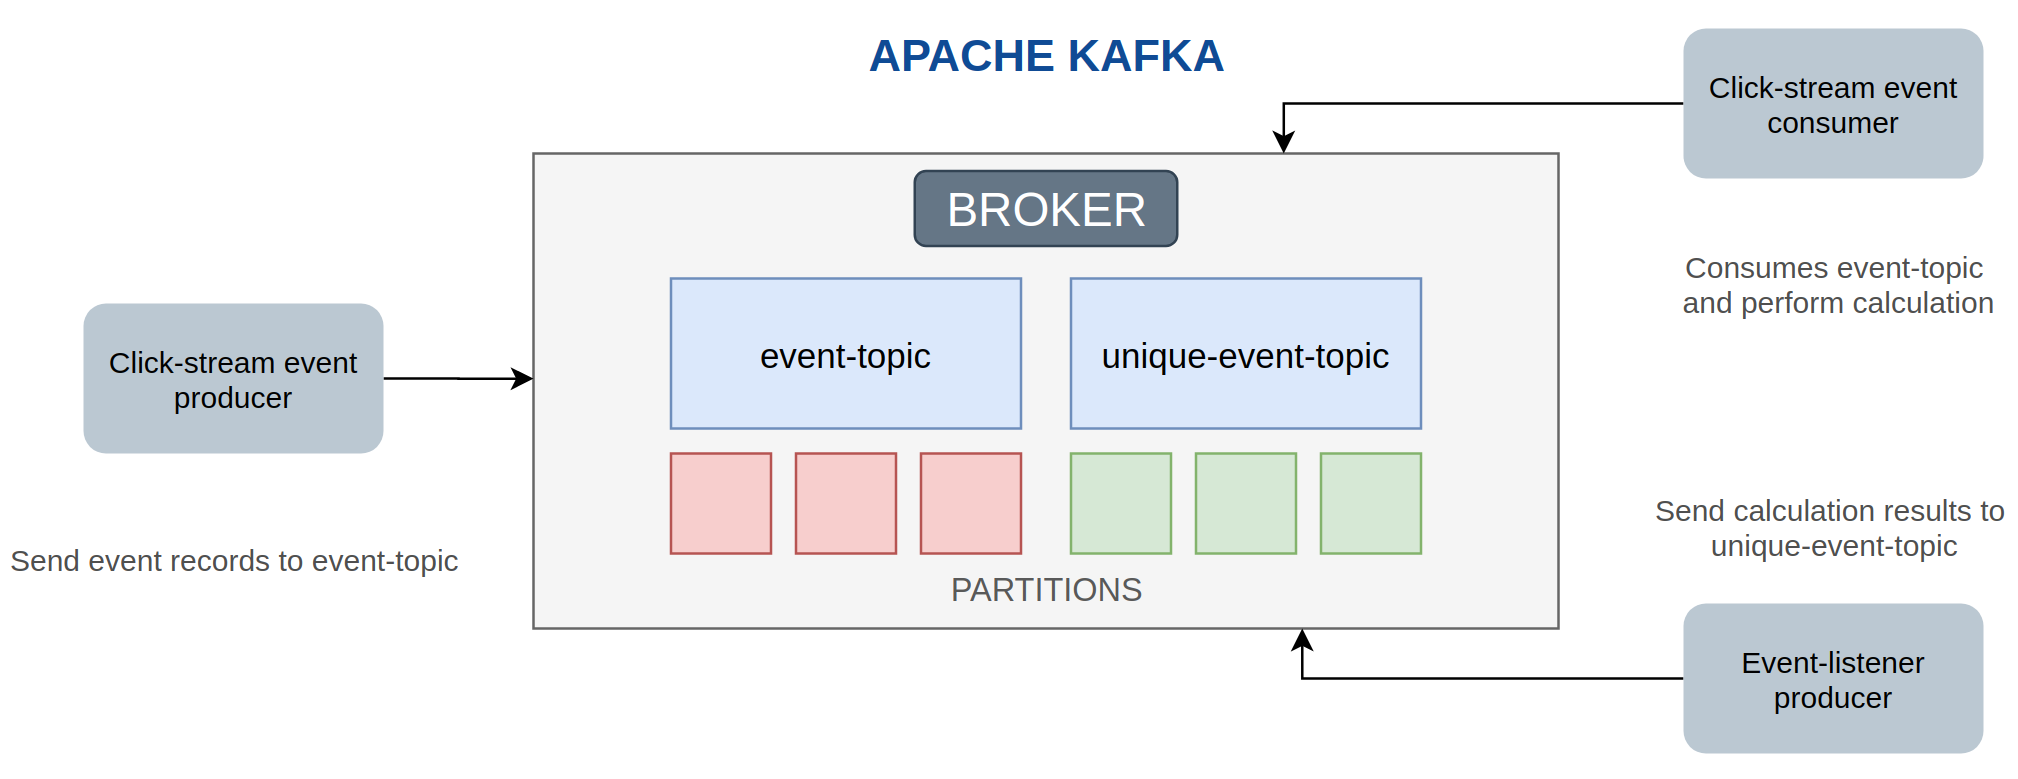 APACHE KAFKA
Click-stream event
consumer
BROKER
Consumes event-topic
and perform calculation
event-topic
unique-event-topic
Click-stream event
producer
Send event records to event-topic
PARTITIONS
Send calculation results to
unique-event-topic
Event-listener
producer